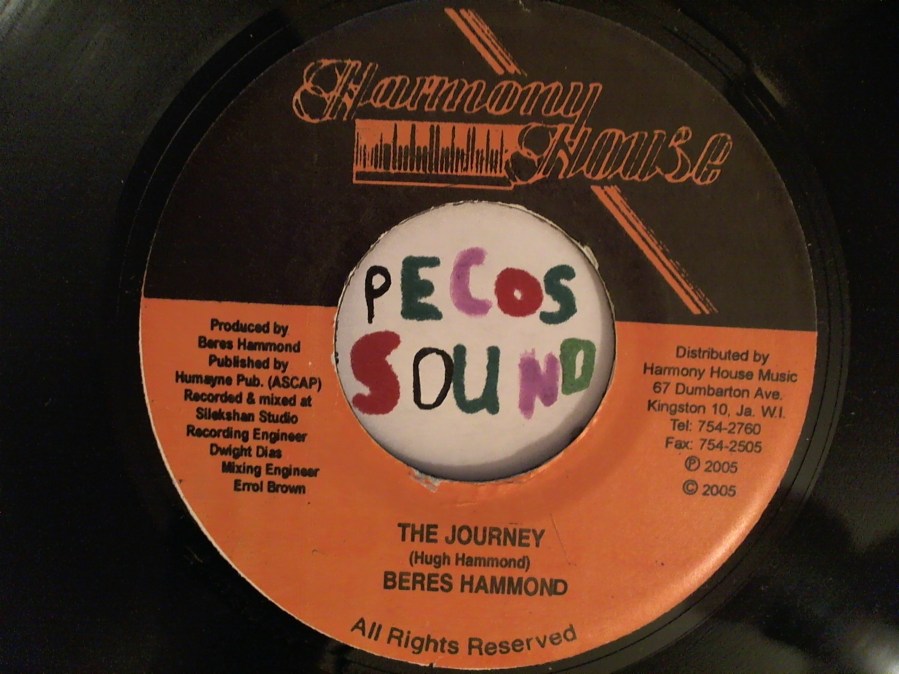 Harmony
House
PECOS
SOUND
Produced by
Beres Hammond
Published by
Humayne Pub. (ASCAP)
Recorded & mixed at
Silekshan Studio
Recording Engineer
Dwight Dias
Mixing Engineer
Errol Brown
Distributed by
Harmony House Music
67 Dumbarton Ave.
Kingston 10, Ja. W.I.
Tel: 754-2760
Fax: 754-2505
℗ 2005
© 2005
THE JOURNEY
(Hugh Hammond)
BERES HAMMOND
All Rights Reserved